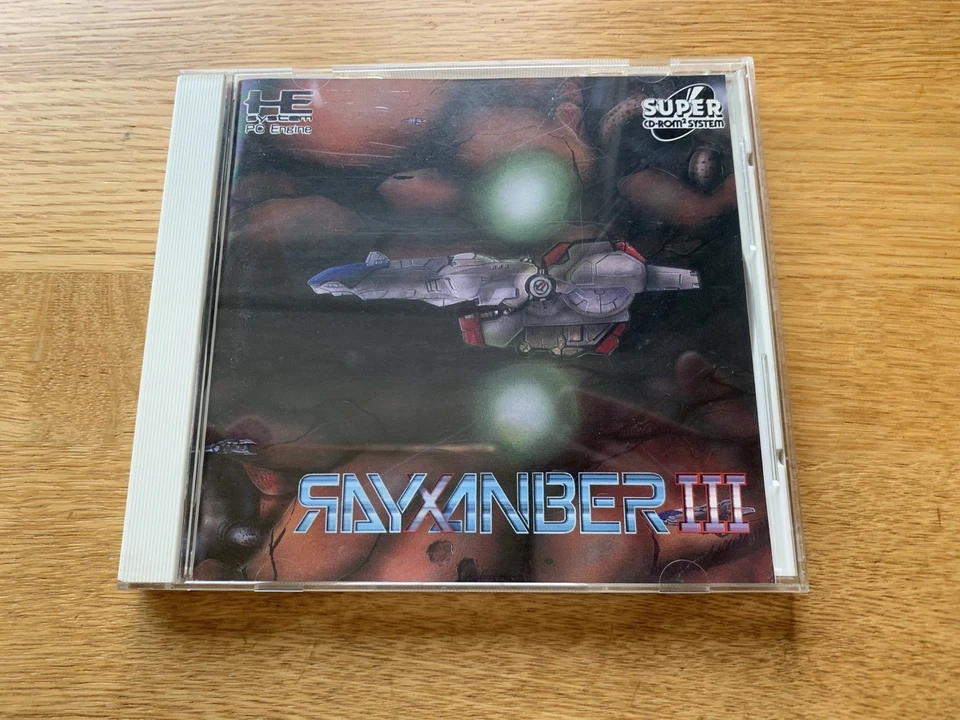 HE
system
PC Engine
SUPER
CD-ROM² SYSTEM
RAYXANBER III